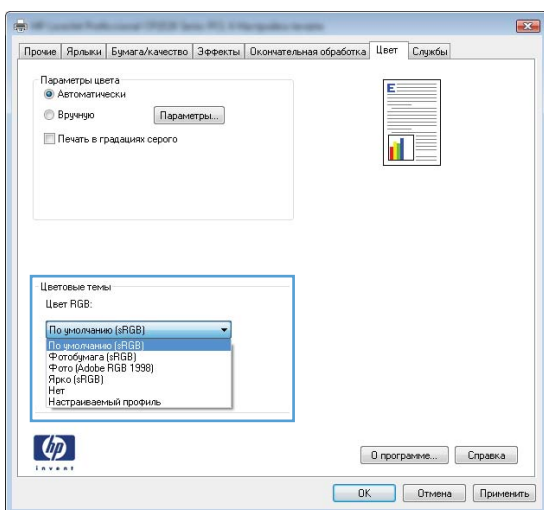 Прочие Ярлыки Бумага/качество Эффекты Окончательная обработка Цвет Службы
Параметры цвета
Автоматически
Вручную Параметры...
Печать в градациях серого
E
Цветовые темы
Цвет RGB:
По умолчанию (sRGB)
По умолчанию (sRGB)
Фотобумага (sRGB)
Фото (Adobe RGB 1998)
Ярко (sRGB)
Нет
Настраиваемый профиль
hp
invent
О программе... Справка
OK Отмена Применить